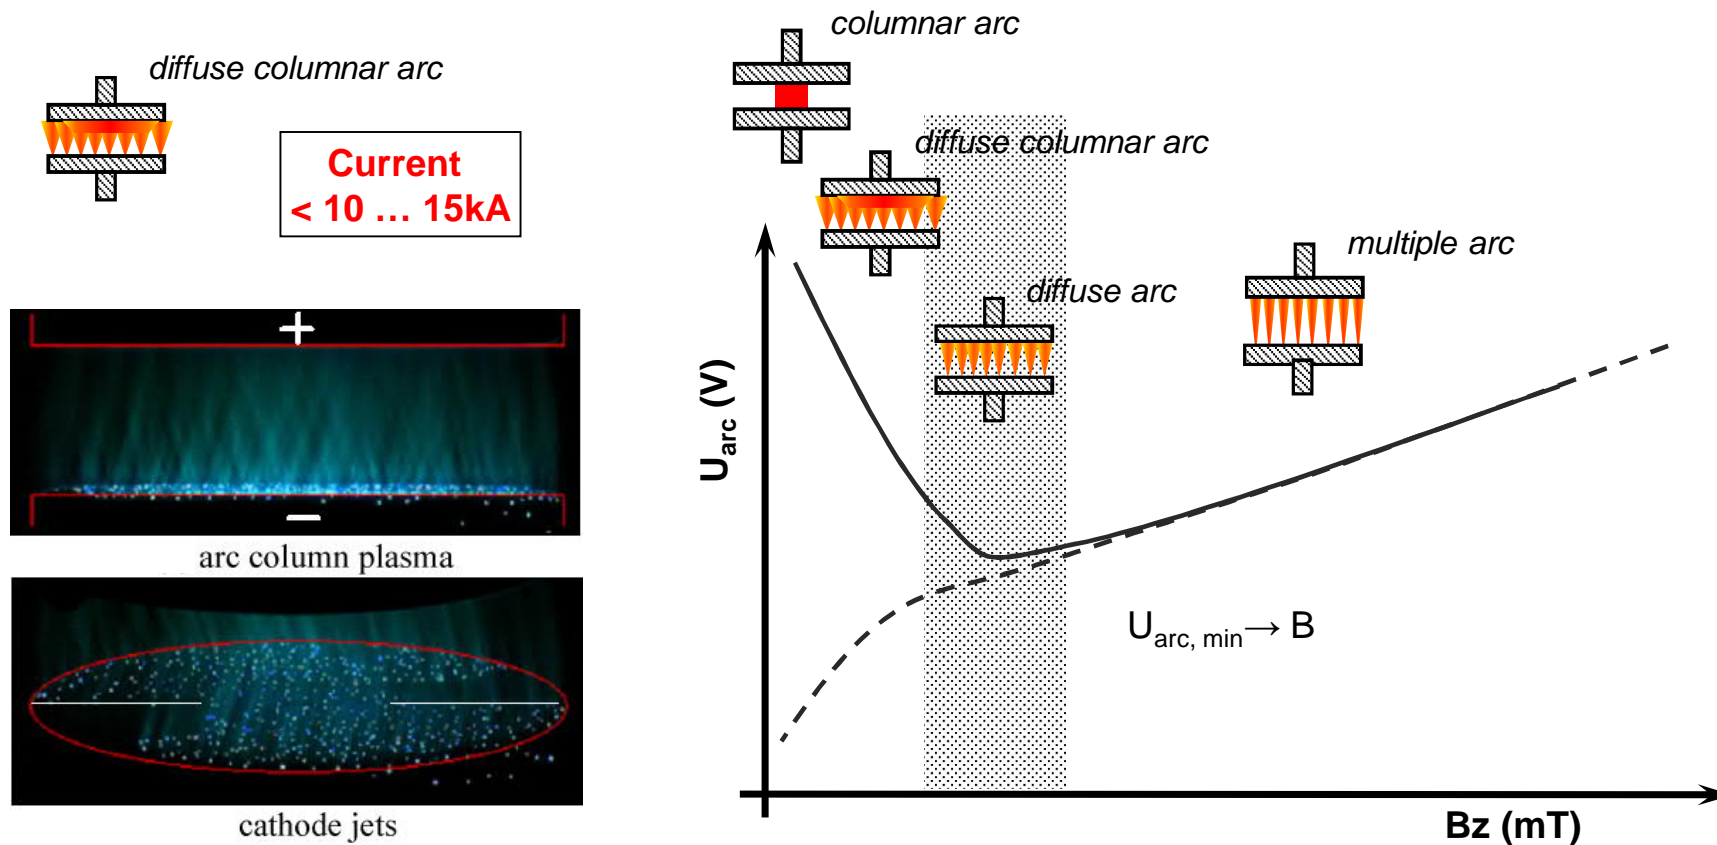 diffuse columnar arc
Current
< 10 … 15kA
+
−
arc column plasma
cathode jets
columnar arc
diffuse columnar arc
diffuse arc
multiple arc
Uarc (V)
Uarc, min→ B
Bz (mT)